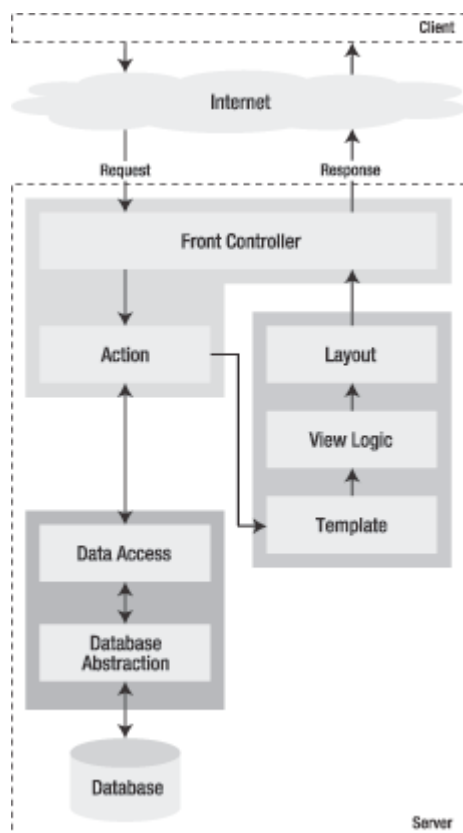 Client
Internet
Request
Response
Front Controller
Action
Layout
View Logic
Template
Data Access
Database
Abstraction
Database
Server